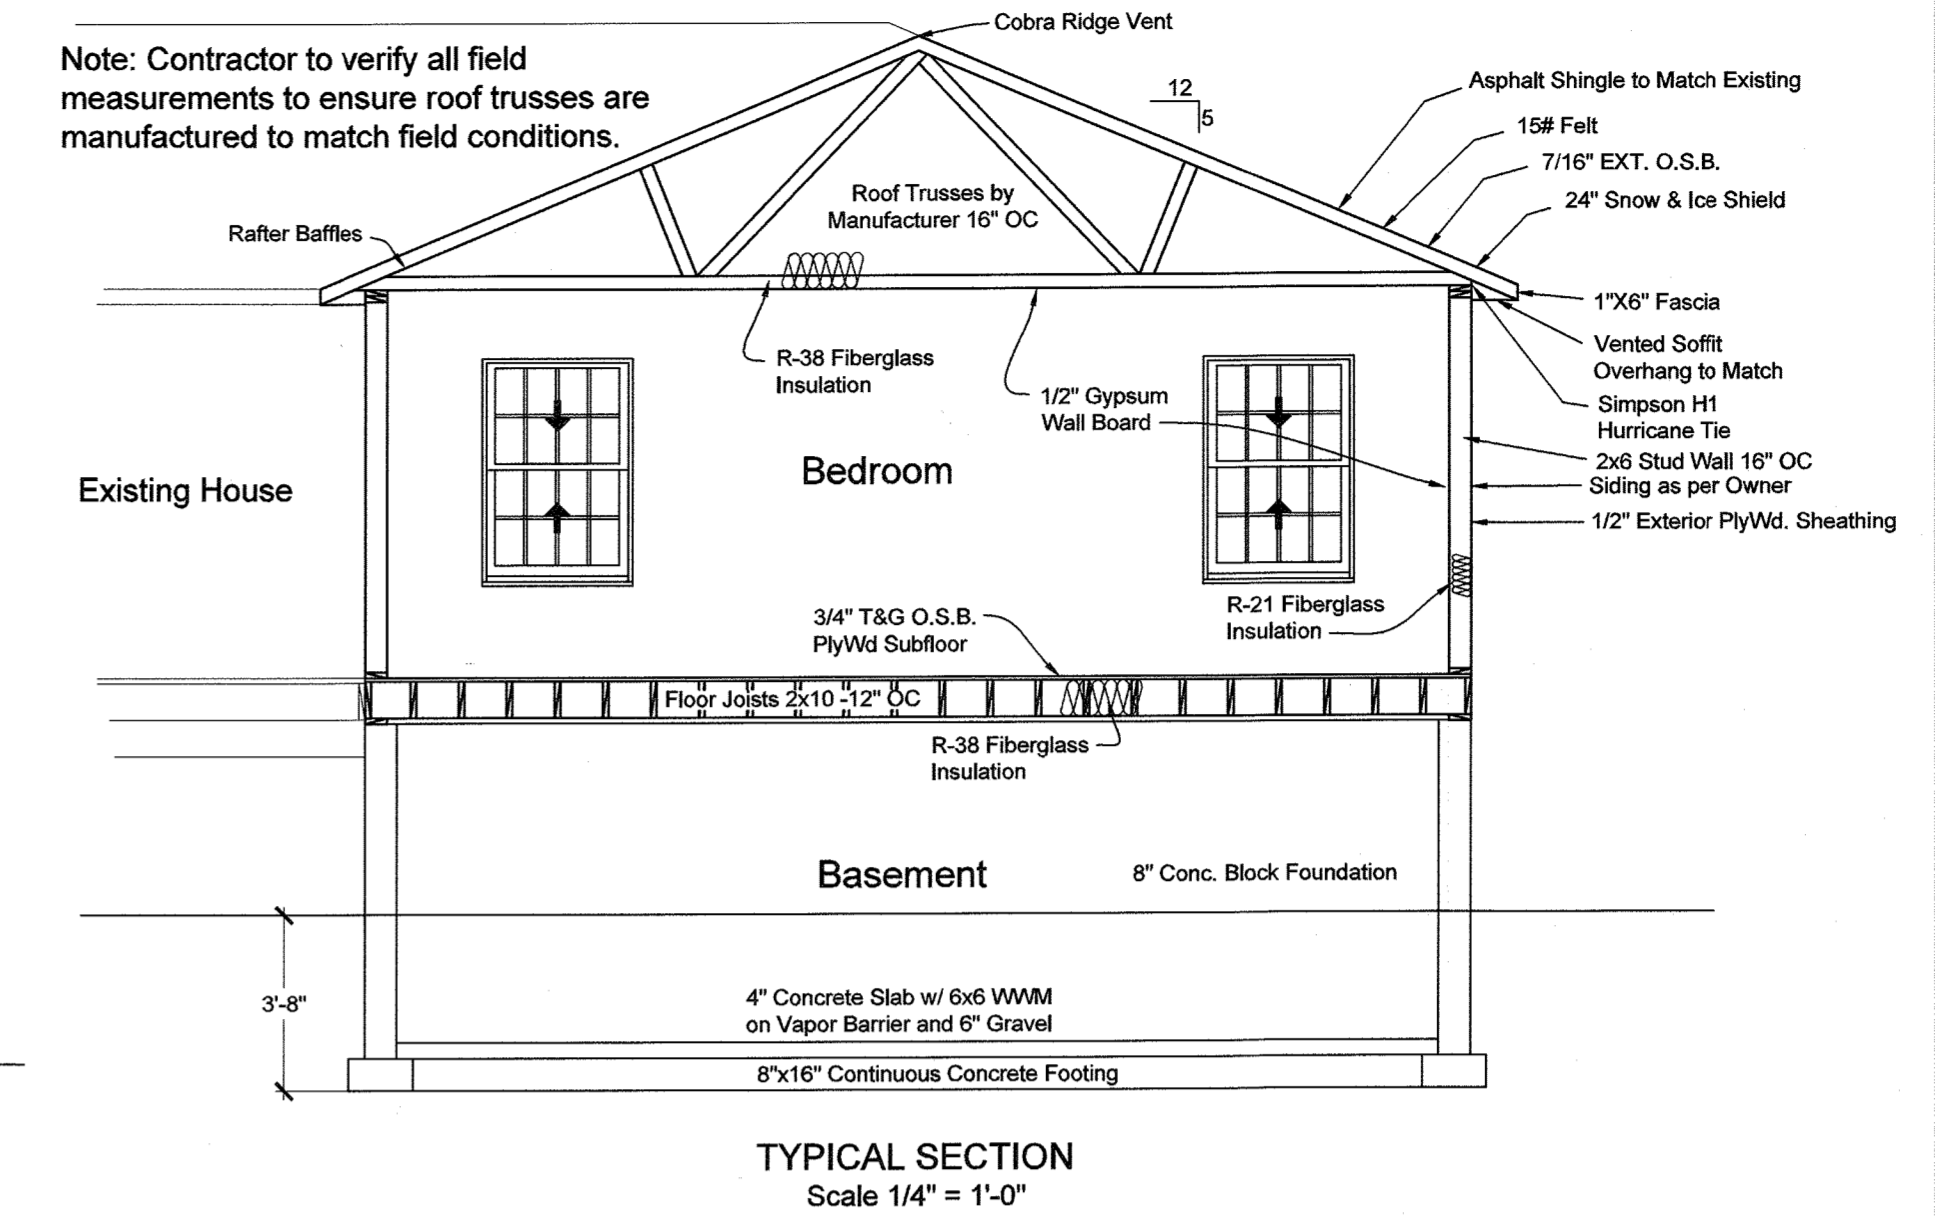 Cobra Ridge Vent
Note: Contractor to verify all field
measurements to ensure roof trusses are
manufactured to match field conditions.
12
5
Asphalt Shingle to Match Existing
15# Felt
7/16" EXT. O.S.B.
24" Snow & Ice Shield
Roof Trusses by
Manufacturer 16" OC
Rafter Baffles
1"X6" Fascia
Vented Soffit
Overhang to Match
Simpson H1
Hurricane Tie
2x6 Stud Wall 16" OC
Siding as per Owner
1/2" Exterior PlyWd. Sheathing
R-38 Fiberglass
Insulation
1/2" Gypsum
Wall Board
Existing House
Bedroom
R-21 Fiberglass
Insulation
3/4" T&G O.S.B.
PlyWd Subfloor
Floor Joists 2x10 -12" OC
R-38 Fiberglass
Insulation
Basement
8" Conc. Block Foundation
3'-8"
4" Concrete Slab w/ 6x6 WWM
on Vapor Barrier and 6" Gravel
8"x16" Continuous Concrete Footing
TYPICAL SECTION
Scale 1/4" = 1'-0"